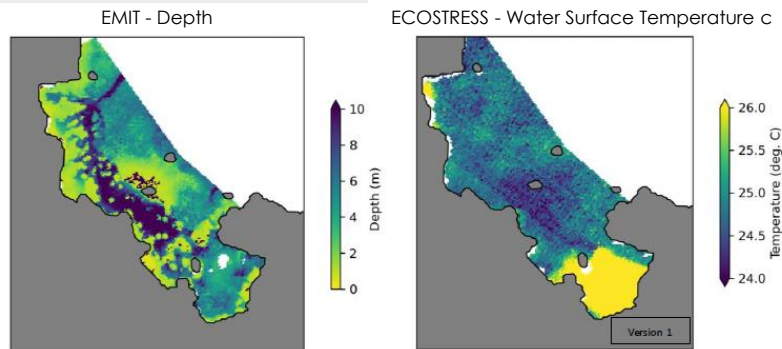 EMIT - Depth
10
8
6
4
2
0
Depth (m)
ECOSTRESS - Water Surface Temperature c
26.0
25.5
25.0
24.5
24.0
Temperature (deg. C)
Version 1